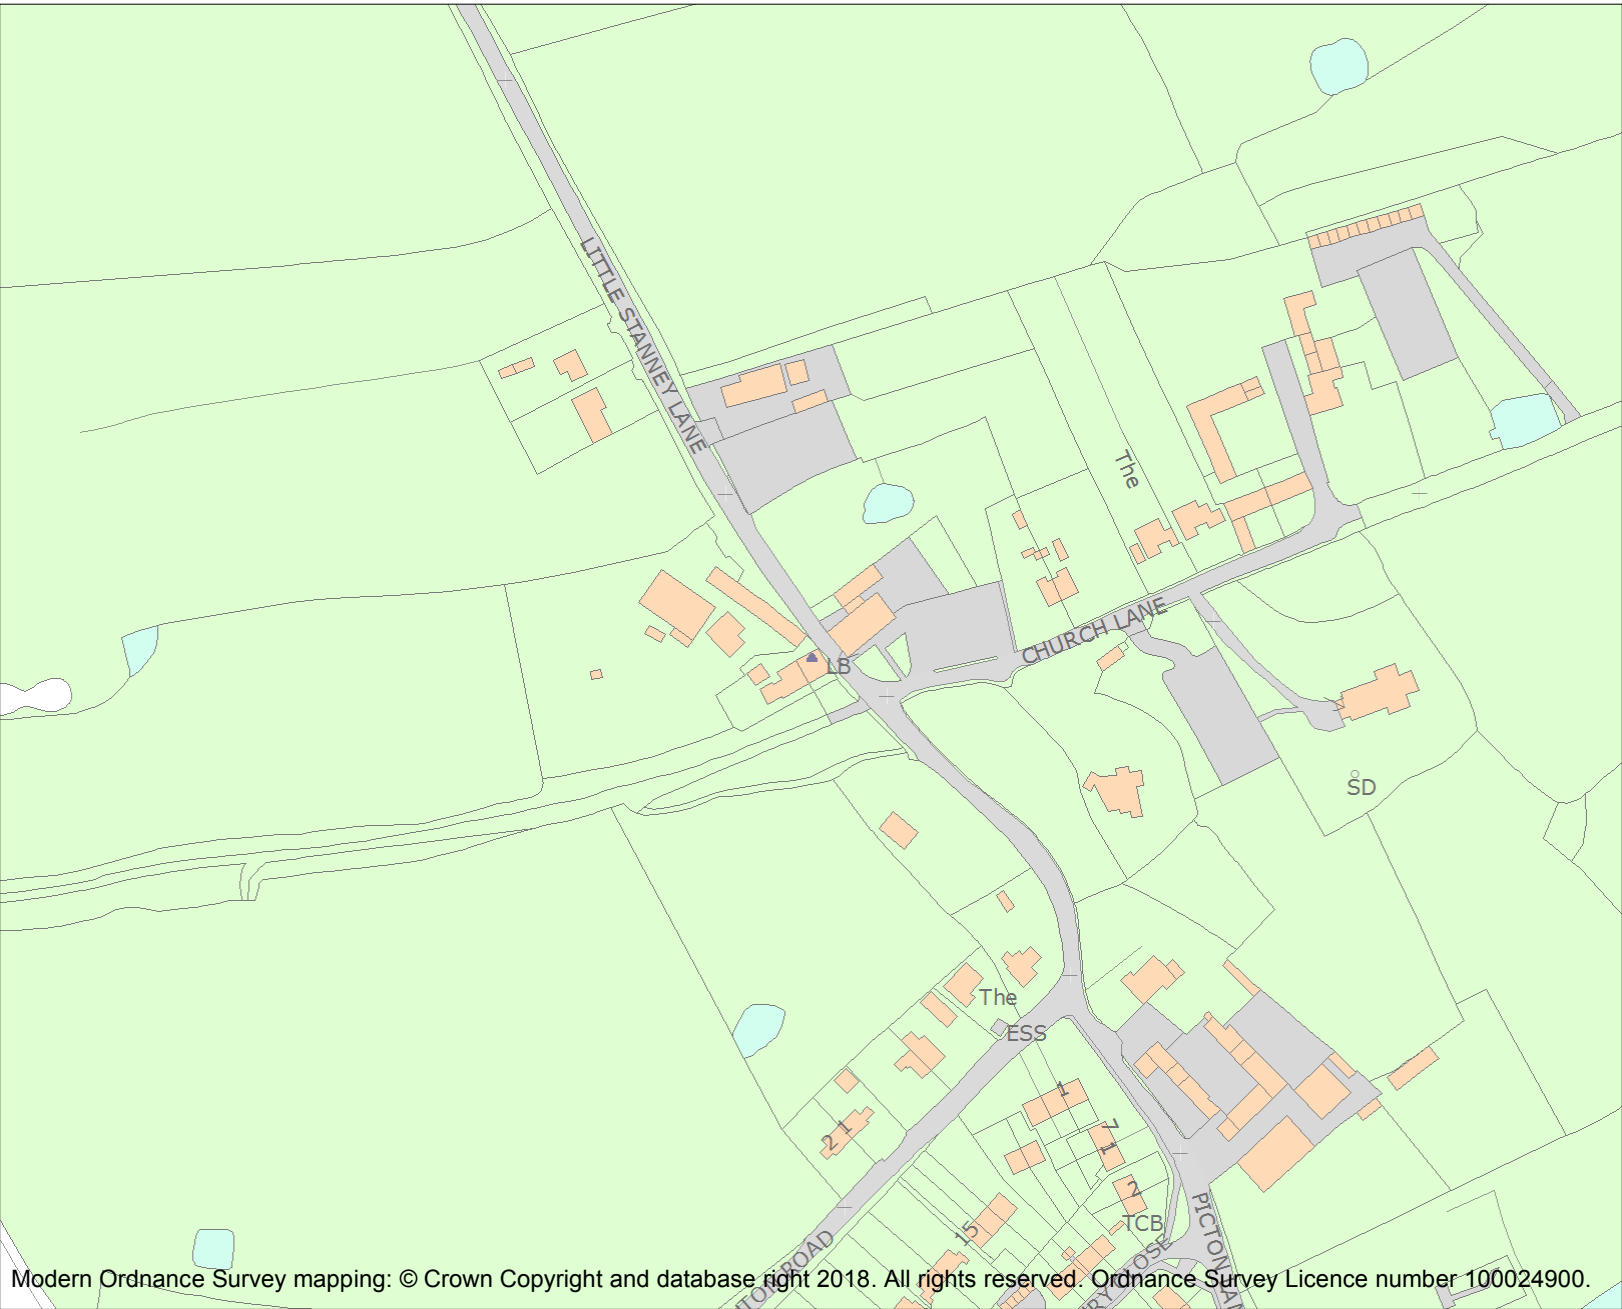 LITTLE STANNEY LANE
The
CHURCH LANE
LB
SD
The
ESS
1
7
1
2 1
2
TCB
15
PICTON
Modern Ordnance Survey mapping: © Crown Copyright and database right 2018. All rights reserved. Ordnance Survey Licence number 100024900.